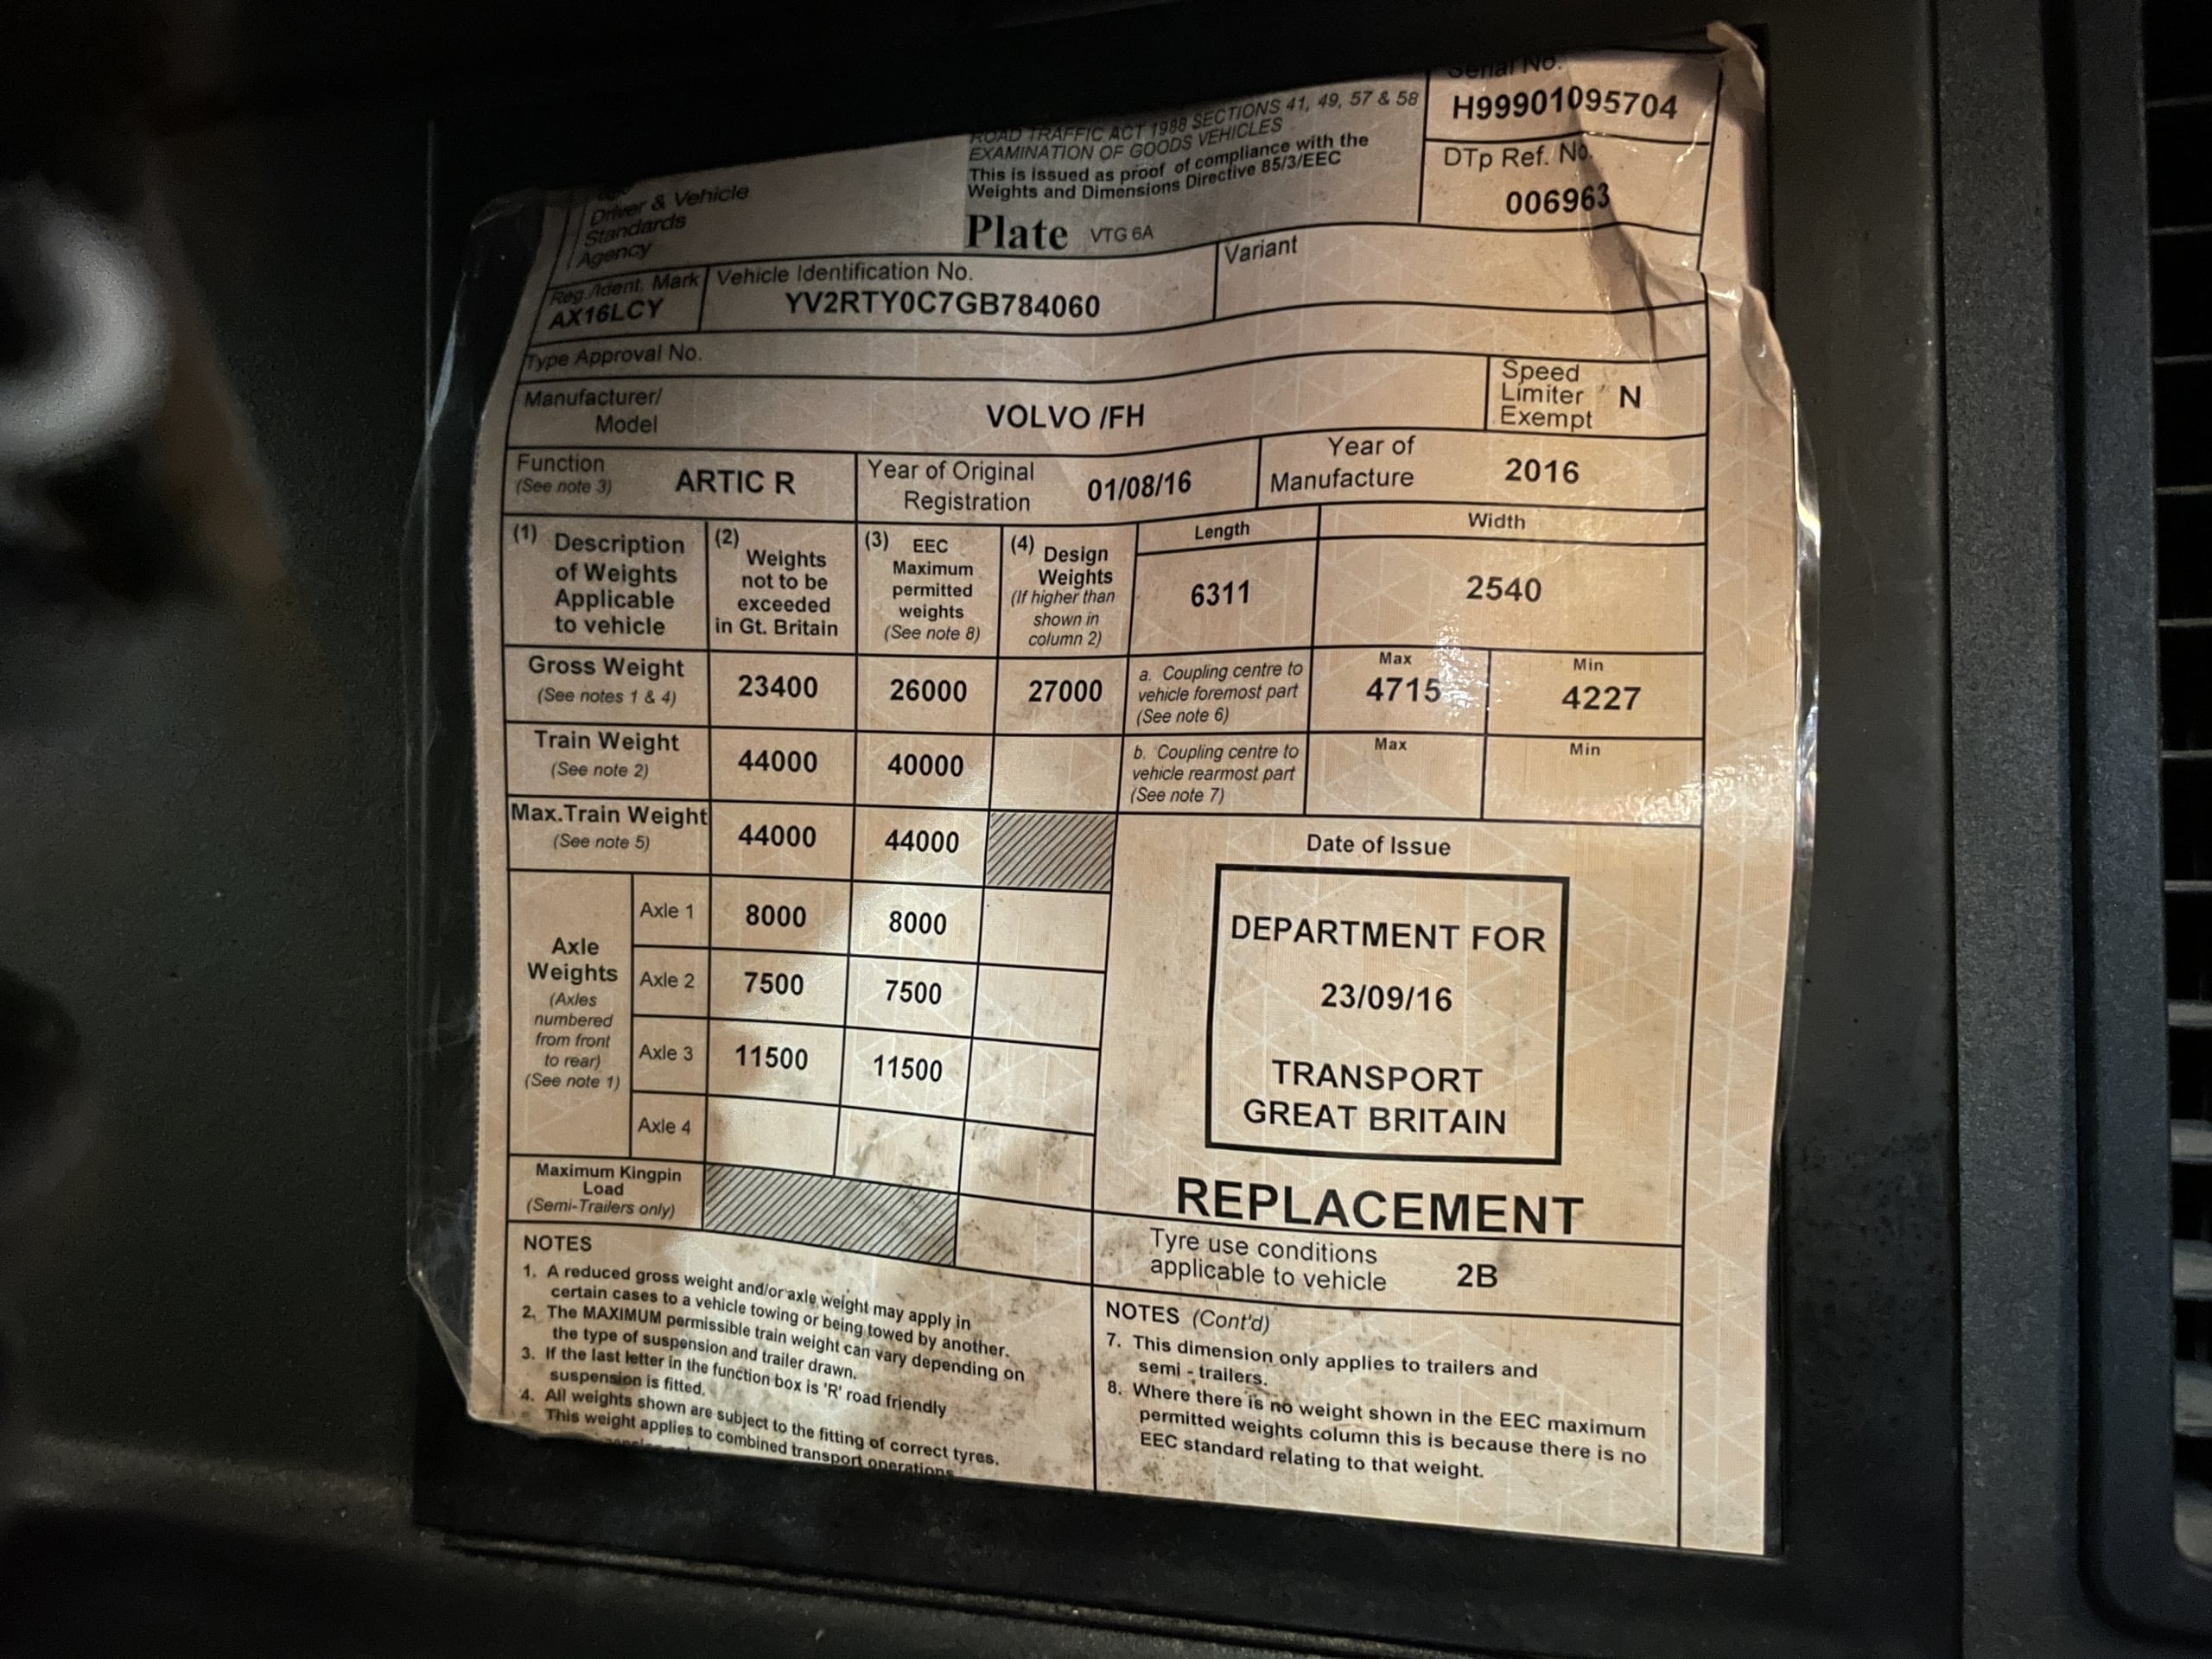 Serial No.
H99901095704
DTp Ref. No.
006963
ROAD TRAFFIC ACT 1988 SECTIONS 41, 49, 57 & 58
EXAMINATION OF GOODS VEHICLES
This is issued as proof of compliance with the
Weights and Dimensions Directive 85/3/EEC
Plate VTG 6A
Driver & Vehicle
Standards
Agency
Reg./Ident. Mark
AX16LCY
Vehicle Identification No.
YV2RTY0C7GB784060
Variant
Type Approval No.
Manufacturer/
Model
VOLVO /FH
Speed
Limiter
Exempt
N
Function
(See note 3)
ARTIC R
Year of Original
Registration
01/08/16
Year of
Manufacture
2016
(1) Description
of Weights
Applicable
to vehicle
(2)
Weights
not to be
exceeded
in Gt. Britain
(3) EEC
Maximum
permitted
weights
(See note 8)
(4) Design
Weights
(If higher than
shown in
column 2)
Length
6311
Width
2540
Gross Weight
(See notes 1 & 4)
23400
26000
27000
a. Coupling centre to
vehicle foremost part
(See note 6)
Max
4715
Min
4227
Train Weight
(See note 2)
44000
40000
b. Coupling centre to
vehicle rearmost part
(See note 7)
Max
Min
Max.Train Weight
(See note 5)
44000
44000
Axle
Weights
(Axles
numbered
from front
to rear)
(See note 1)
Axle 1
8000
8000
Axle 2
7500
7500
Axle 3
11500
11500
Axle 4
Maximum Kingpin
Load
(Semi-Trailers only)
Date of Issue
DEPARTMENT FOR
23/09/16
TRANSPORT
GREAT BRITAIN
REPLACEMENT
Tyre use conditions
applicable to vehicle
2B
NOTES
1. A reduced gross weight and/or axle weight may apply in
certain cases to a vehicle towing or being towed by another.
2. The MAXIMUM permissible train weight can vary depending on
the type of suspension and trailer drawn.
3. If the last letter in the function box is 'R' road friendly
suspension is fitted.
4. All weights shown are subject to the fitting of correct tyres.
This weight applies to combined transport operations
NOTES (Cont'd)
7. This dimension only applies to trailers and
semi - trailers.
8. Where there is no weight shown in the EEC maximum
permitted weights column this is because there is no
EEC standard relating to that weight.